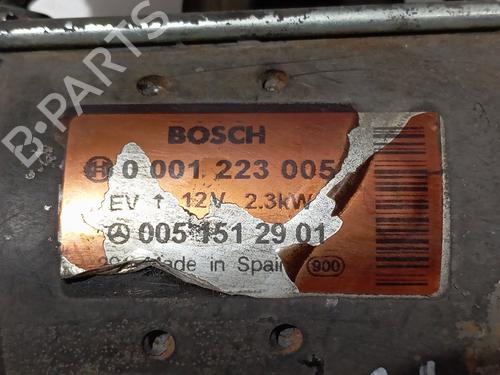 BOSCH
0 001 223 005
EV ↑ 12V 2.3kW
005 151 29 01
Made in Spain 900
B-PARTS